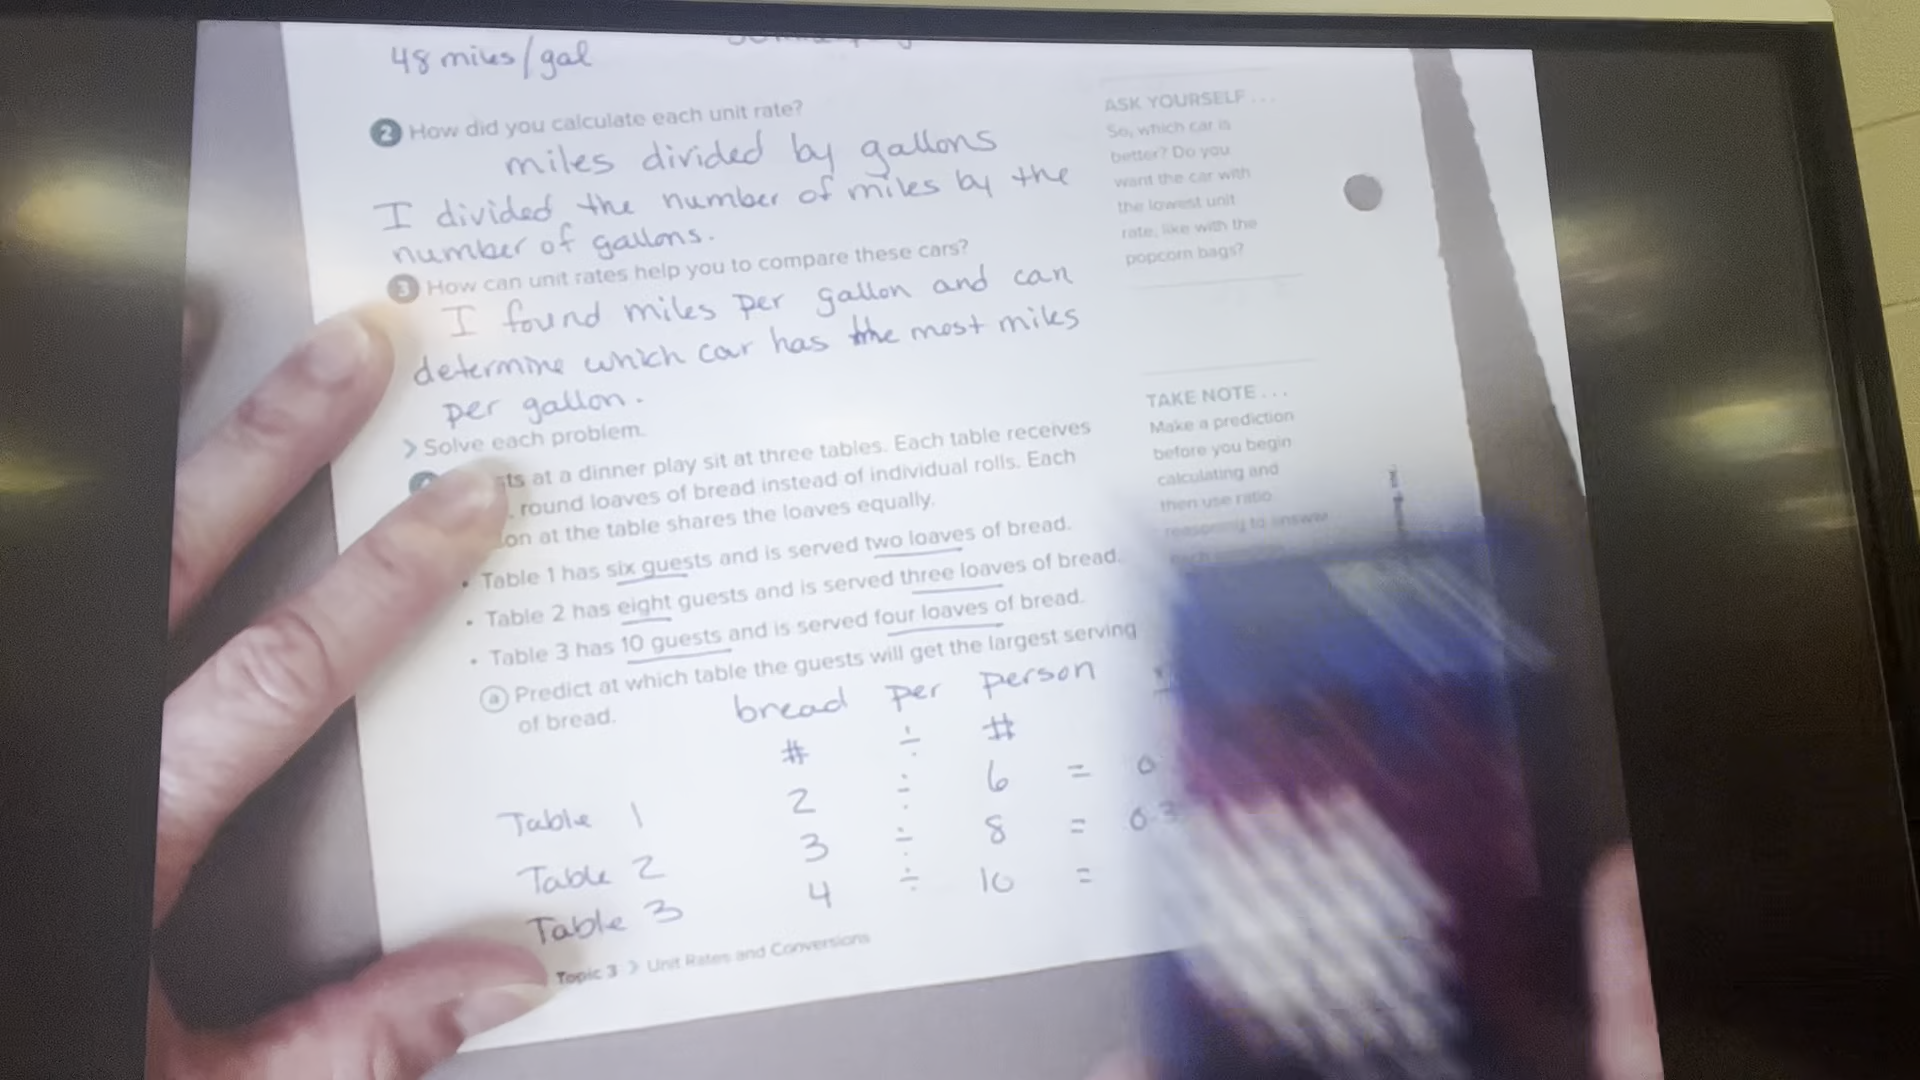 48 miles/gal
2 How did you calculate each unit rate?
miles divided by gallons
I divided the number of miles by the
number of gallons.
3 How can unit rates help you to compare these cars?
I found miles per gallon and can
determine which car has the most miles
per gallon.
> Solve each problem.
at a dinner play sit at three tables. Each table receives
round loaves of bread instead of individual rolls. Each
at the table shares the loaves equally.
• Table 1 has six guests and is served two loaves of bread.
• Table 2 has eight guests and is served three loaves of bread.
• Table 3 has 10 guests and is served four loaves of bread.
a Predict at which table the guests will get the largest serving
of bread.
bread per person
# ÷ #
Table 1 2 ÷ 6 = 0
Table 2 3 ÷ 8 = 0.3
Table 3 4 ÷ 10 =
Topic 3 > Unit Rates and Conversions
ASK YOURSELF . . .
So, which car is
better? Do you
want the car with
the lowest unit
rate, like with the
popcorn bags?
TAKE NOTE . . .
Make a prediction
before you begin
calculating and
then use ratio
reasoning to answer
each